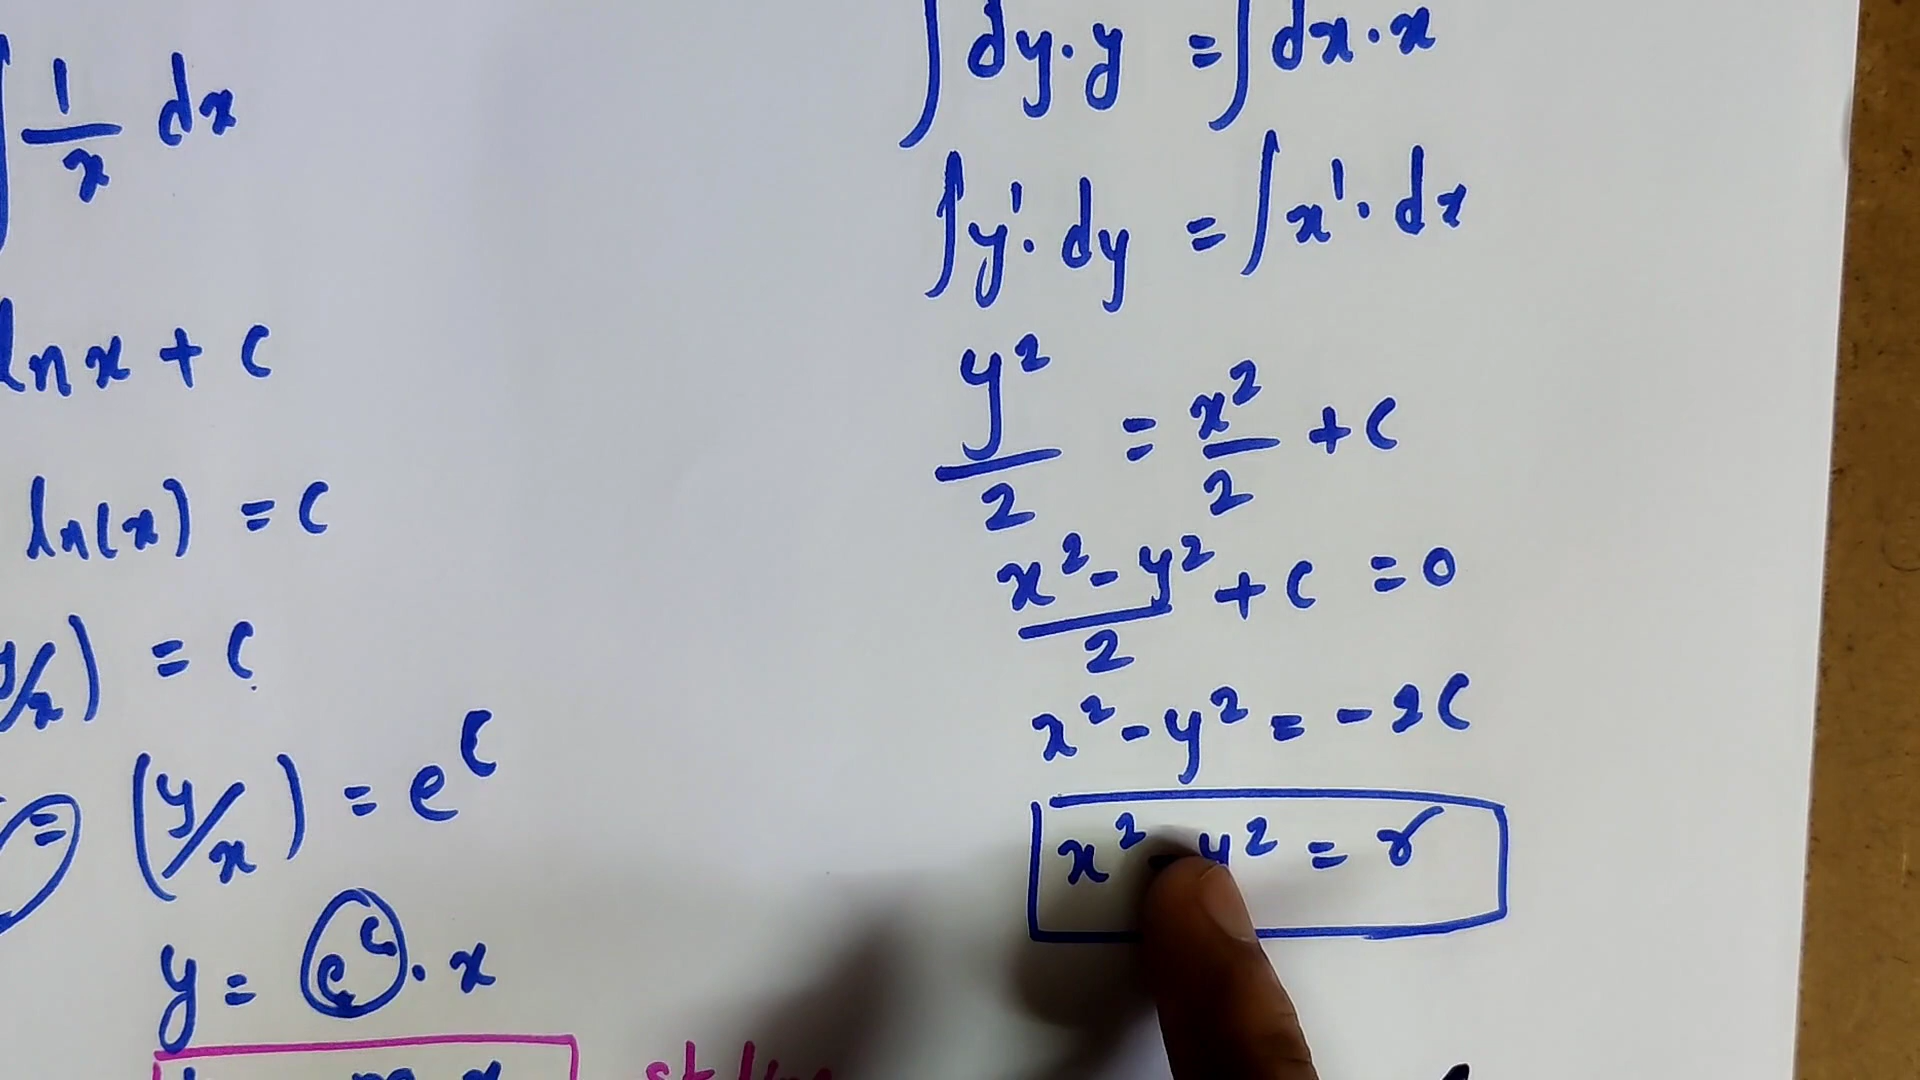 ∫ 1/x dx
lnx + c
ln(x) = c
y/x) = c
⇒ (y/x) = e^c
y = e^c . x
∫dy.y = ∫dx.x
∫y¹.dy = ∫x¹.dx
y²/2 = x²/2 + c
x²-y²/2 + c = 0
x²-y² = -2c
x²-y² = r